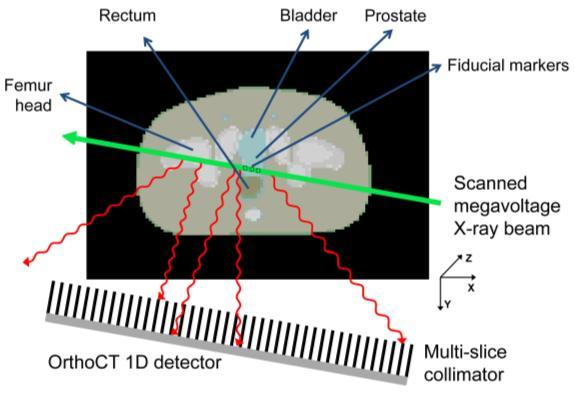 Rectum
Bladder
Prostate
Fiducial markers
Femur
head
Scanned
megavoltage
X-ray beam
Z
X
Y
OrthoCT 1D detector
Multi-slice
collimator